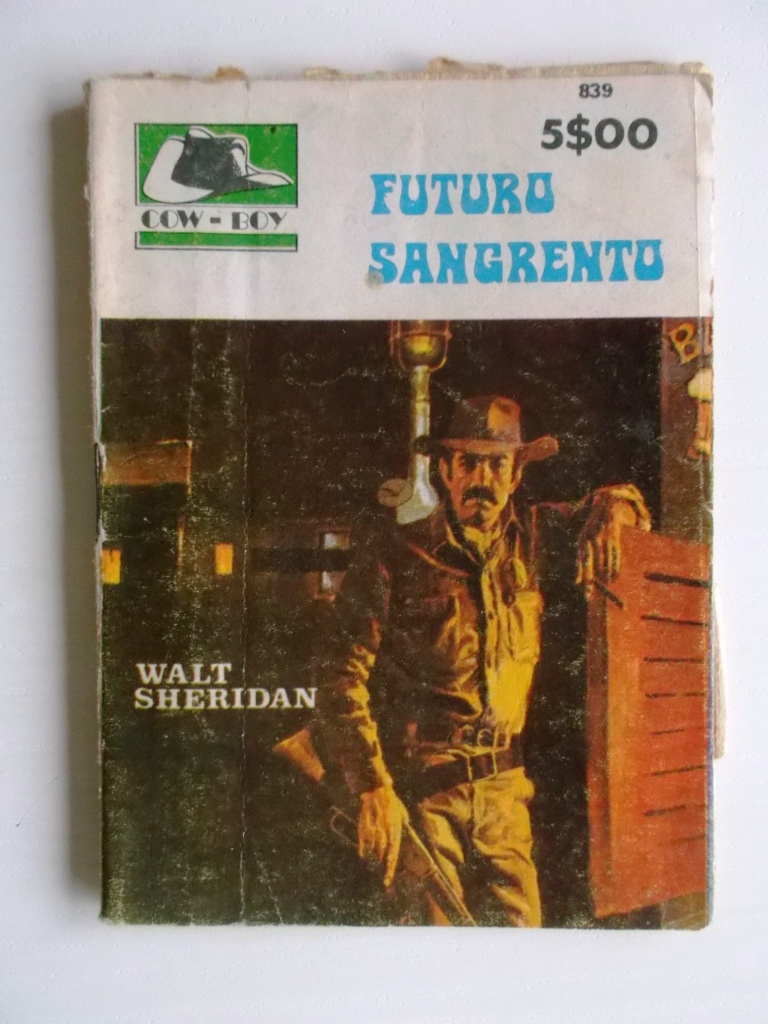 839
5$00
COW-BOY
FUTURO
SANGRENTO
B
WALT
SHERIDAN